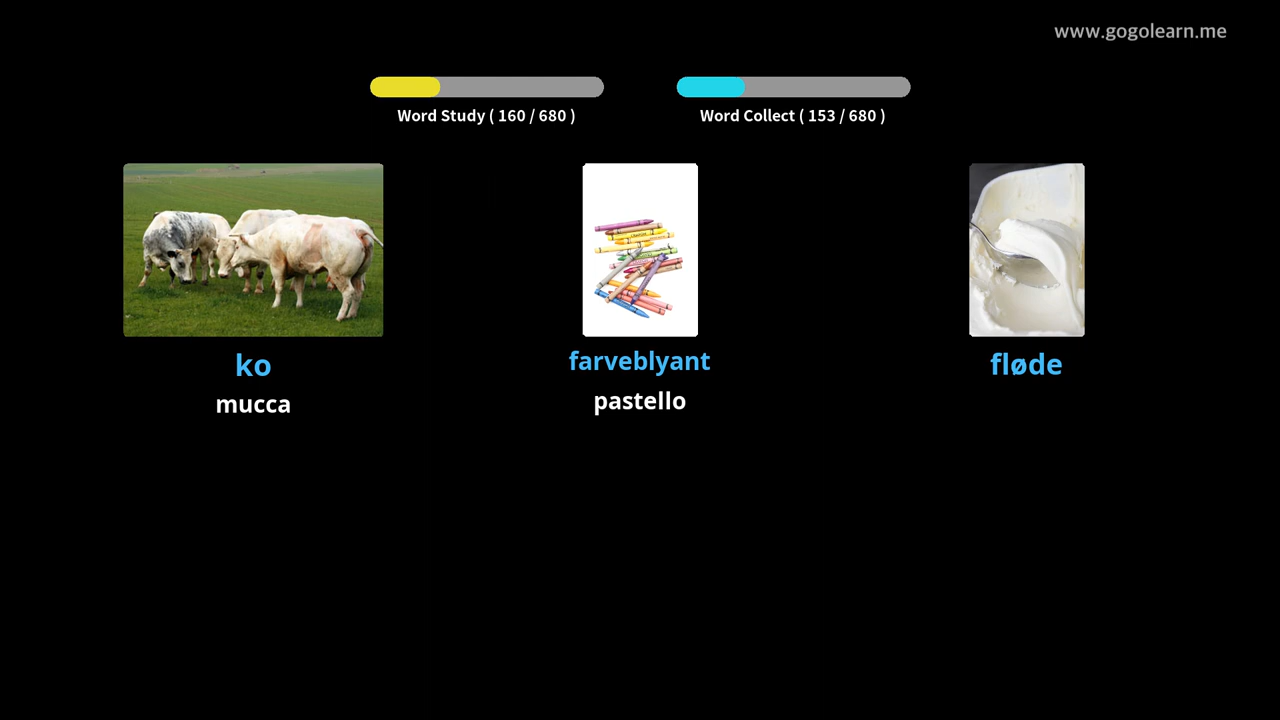 www.gogolearn.me
Word Study ( 160 / 680 )
Word Collect ( 153 / 680 )
ko
mucca
farveblyant
pastello
fløde